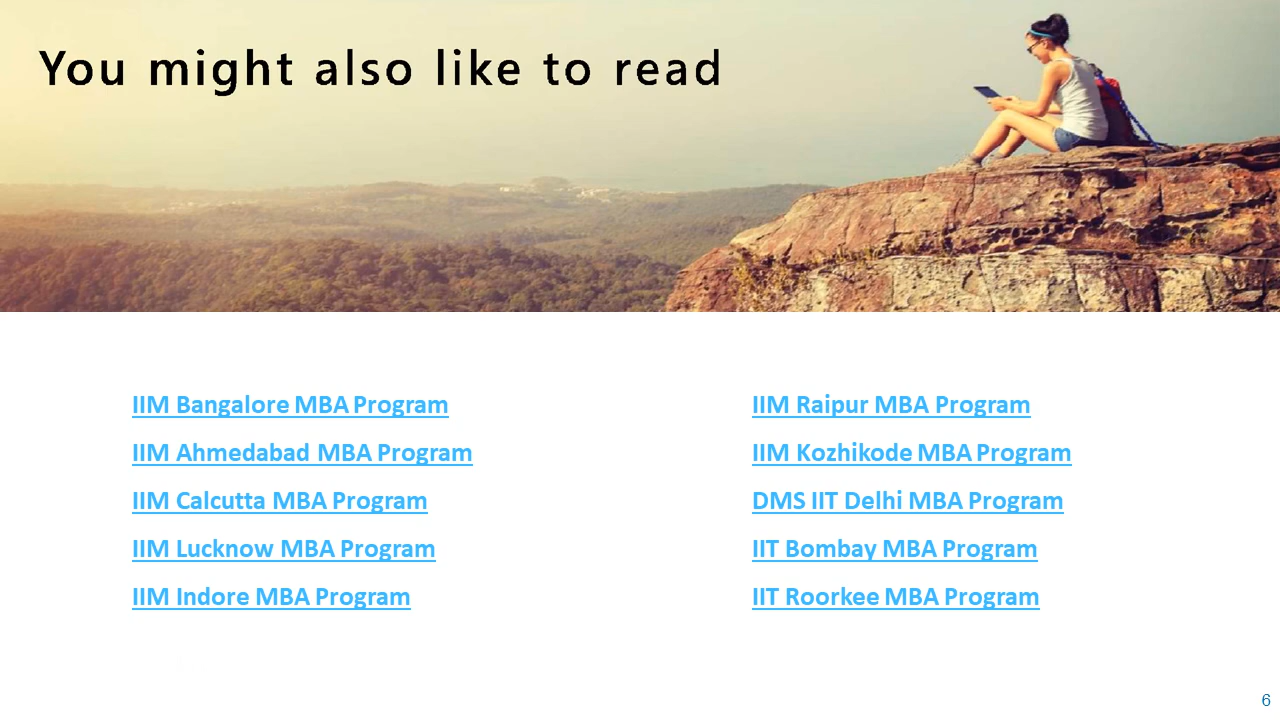 You might also like to read
IIM Bangalore MBA Program
IIM Ahmedabad MBA Program
IIM Calcutta MBA Program
IIM Lucknow MBA Program
IIM Indore MBA Program
IIM Raipur MBA Program
IIM Kozhikode MBA Program
DMS IIT Delhi MBA Program
IIT Bombay MBA Program
IIT Roorkee MBA Program
6